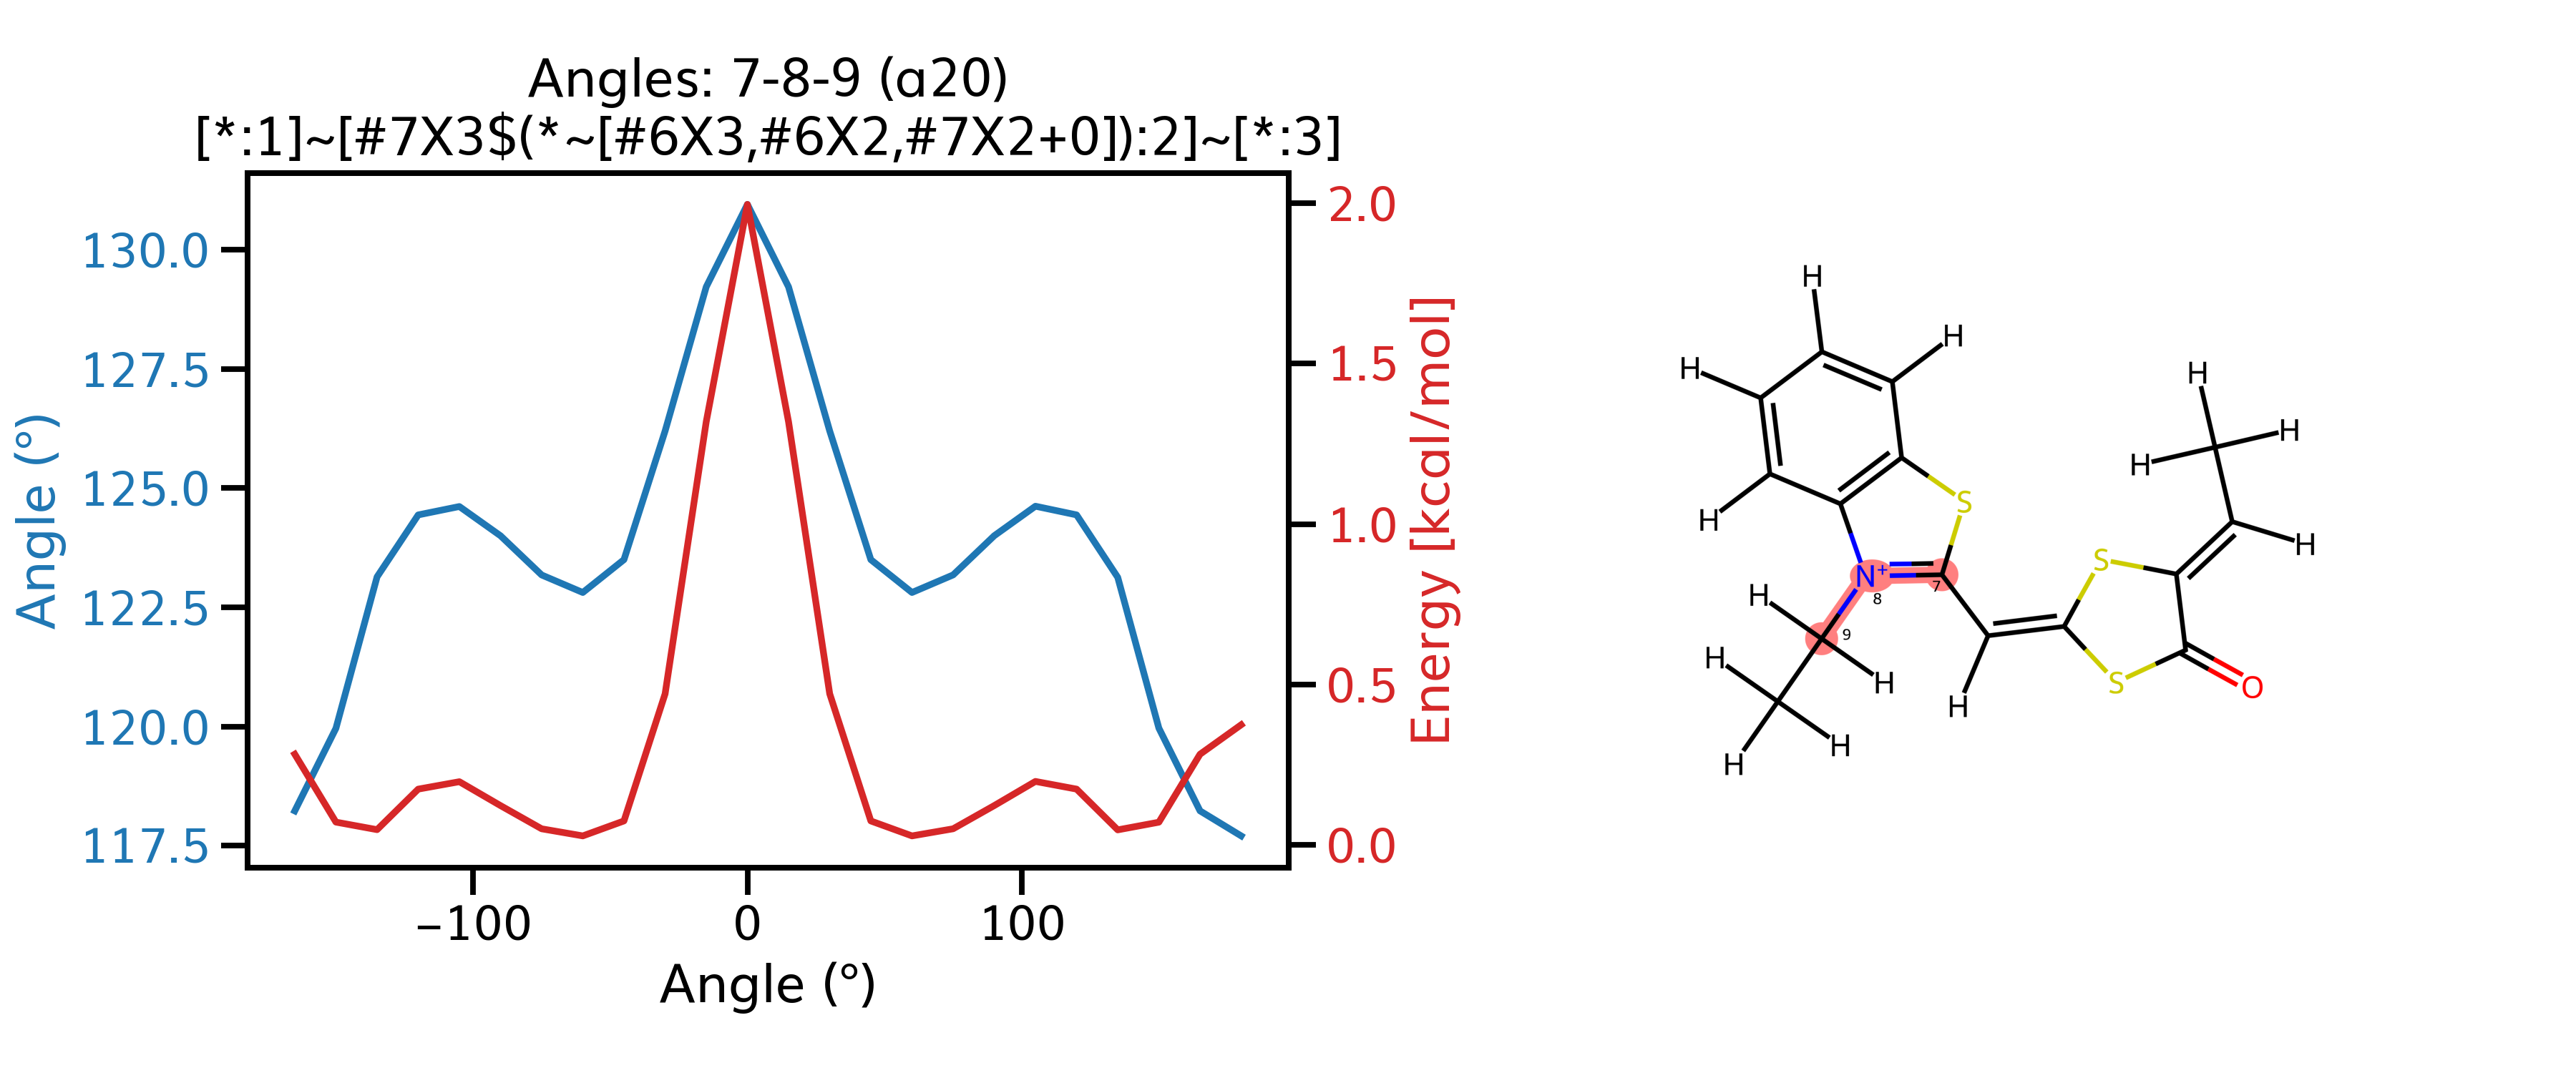 Angles: 7-8-9 (a20)
[*:1]~[#7X3$(*~[#6X3,#6X2,#7X2+0]):2]~[*:3]
Angle (°)
130.0
127.5
125.0
122.5
120.0
117.5
−100
0
100
Angle (°)
2.0
1.5
1.0
0.5
0.0
Energy [kcal/mol]
H
H
H
H
H
H
H
S
S
H
N+
7
8
H
9
H
H
S
O
H
H
H
H